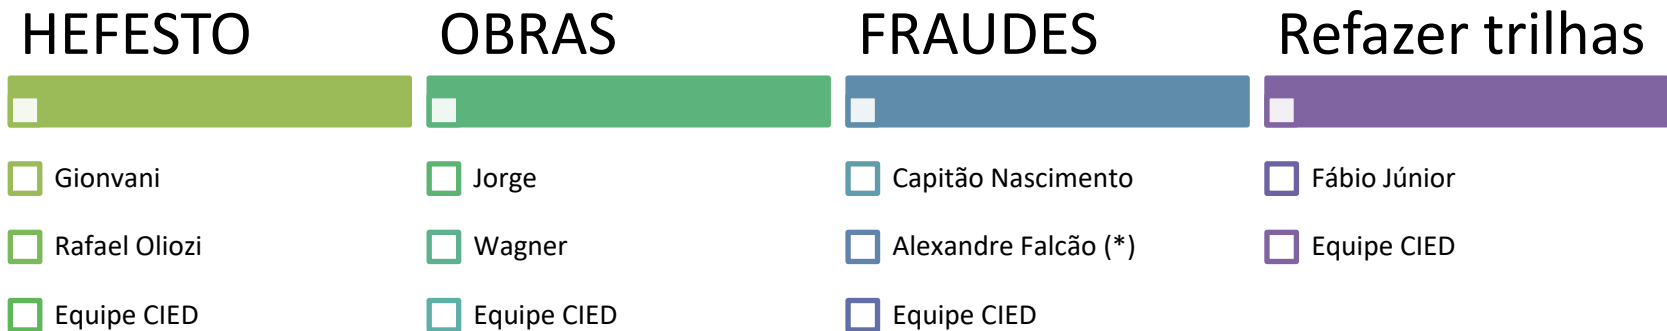 HEFESTO
Gionvani
Rafael Oliozi
Equipe CIED
OBRAS
Jorge
Wagner
Equipe CIED
FRAUDES
Capitão Nascimento
Alexandre Falcão (*)
Equipe CIED
Refazer trilhas
Fábio Júnior
Equipe CIED